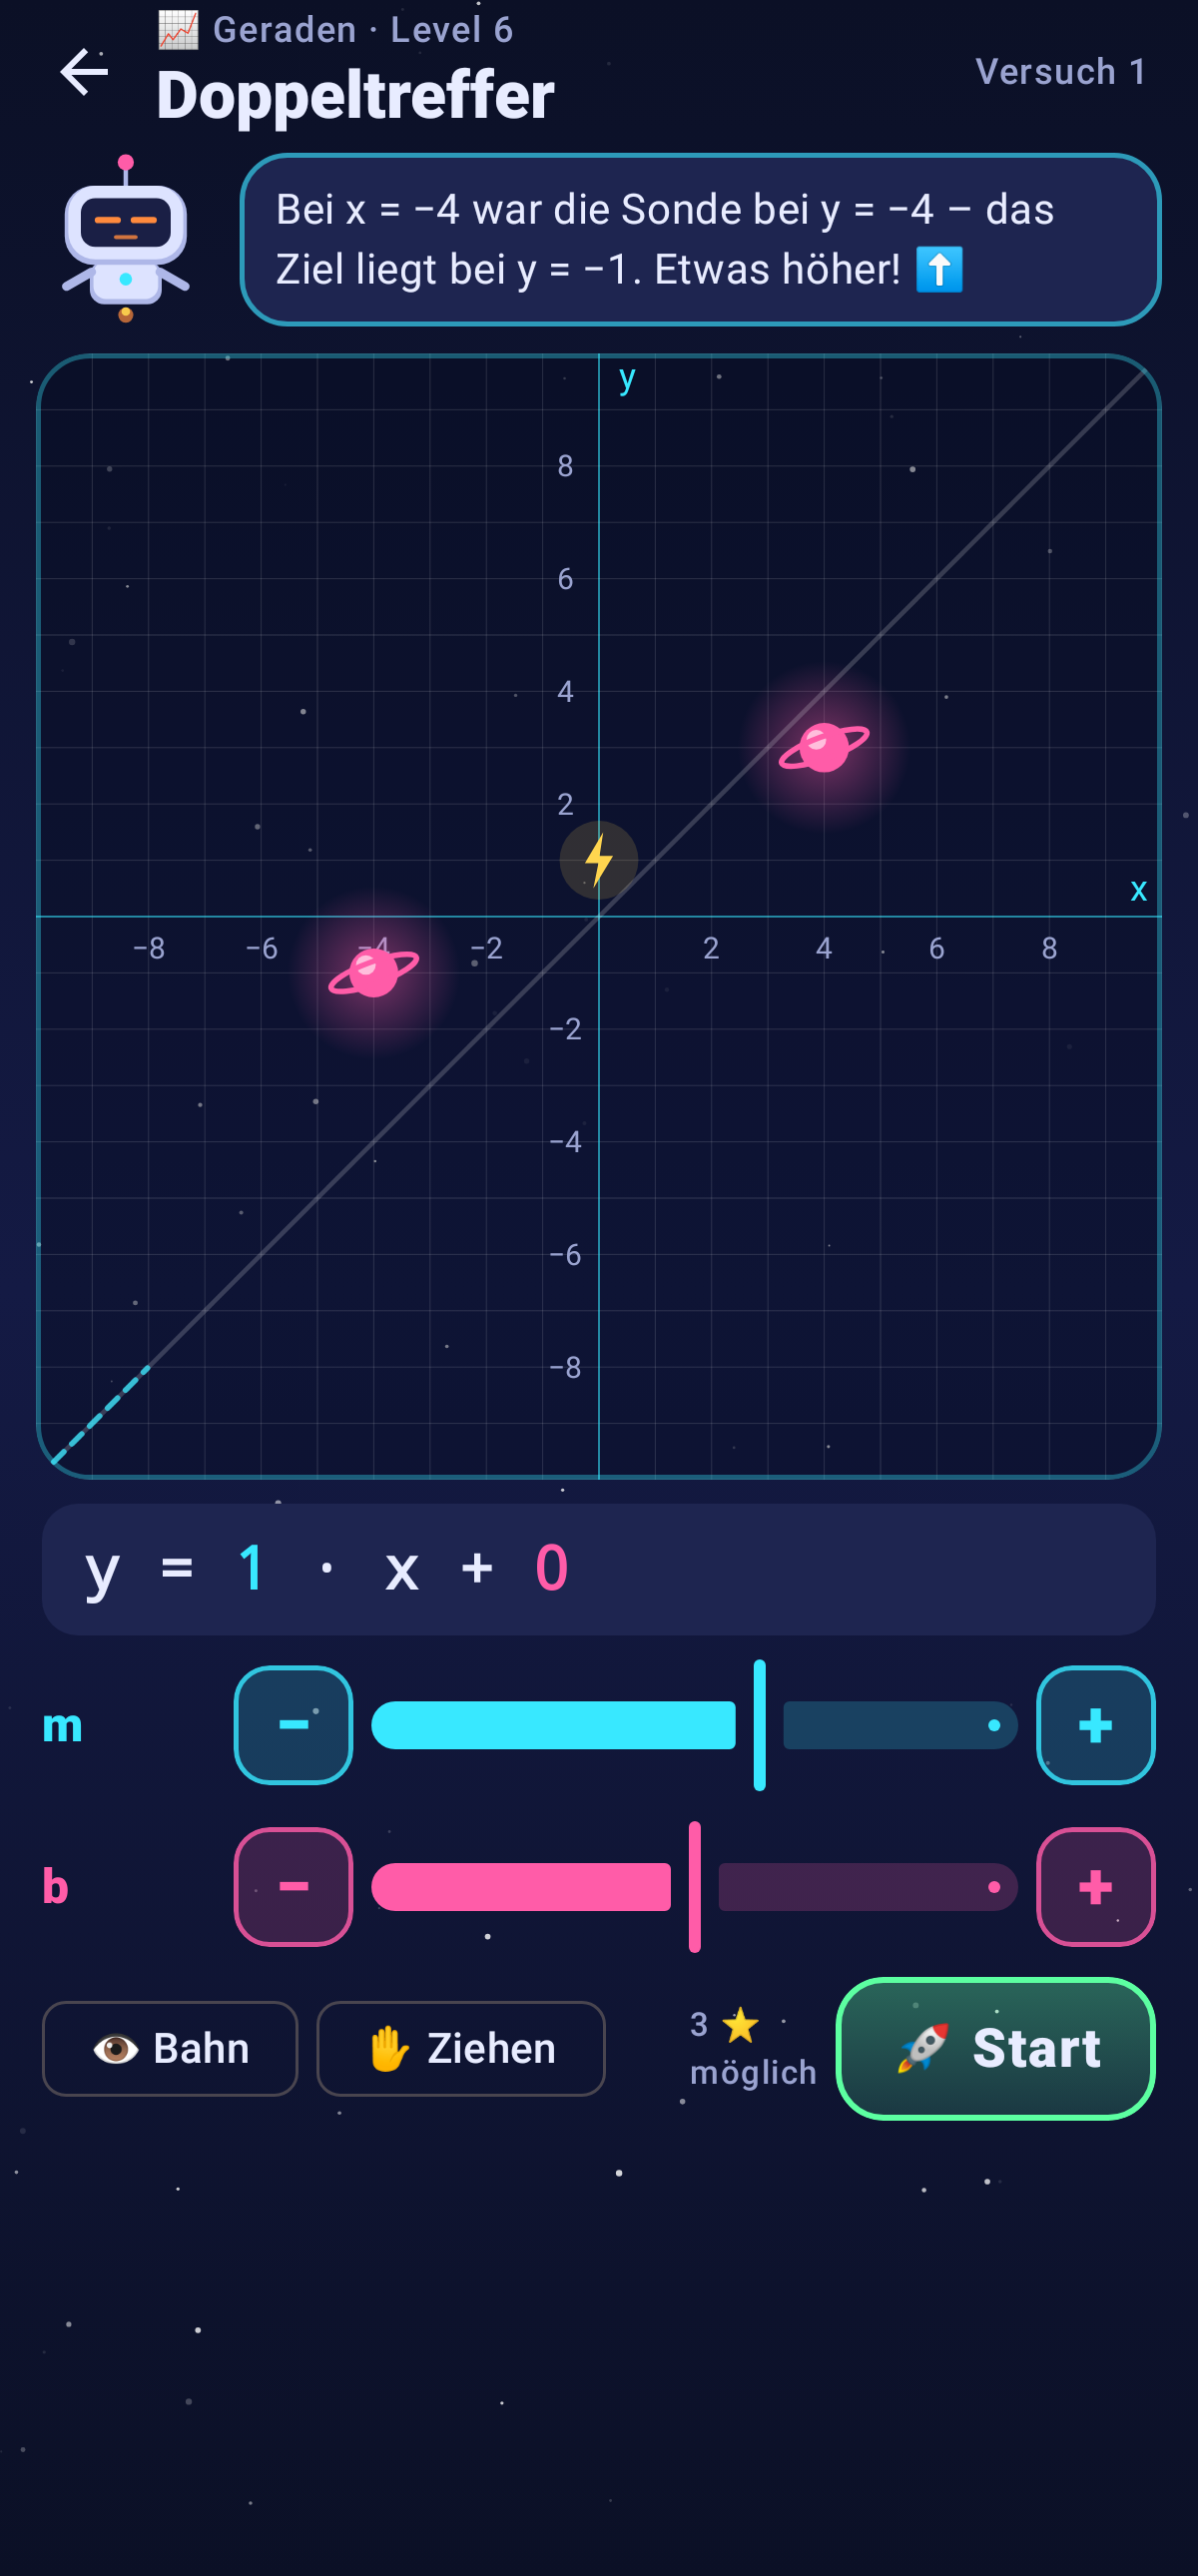 📈 Geraden · Level 6
Doppeltreffer
Versuch 1
Bei x = −4 war die Sonde bei y = −4 – das
Ziel liegt bei y = −1. Etwas höher! ⬆️
y
8
6
4
2
x
−8 −6 −4 −2 2 4 6 8
−2
−4
−6
−8
y = 1 · x + 0
m − +
b − +
👁️ Bahn
✋ Ziehen
3 ⭐ ·
möglich
🚀 Start